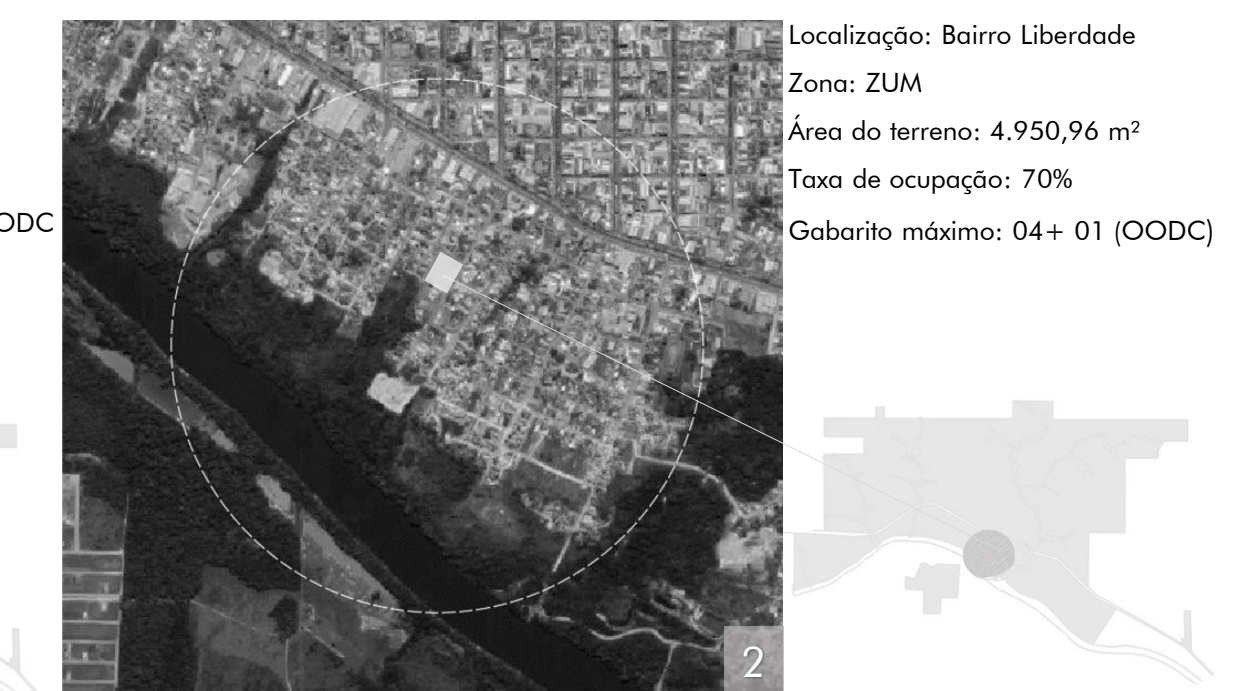 Localização: Bairro Liberdade
Zona: ZUM
Área do terreno: 4.950,96 m²
Taxa de ocupação: 70%
ODC
Gabarito máximo: 04+ 01 (OODC)
2